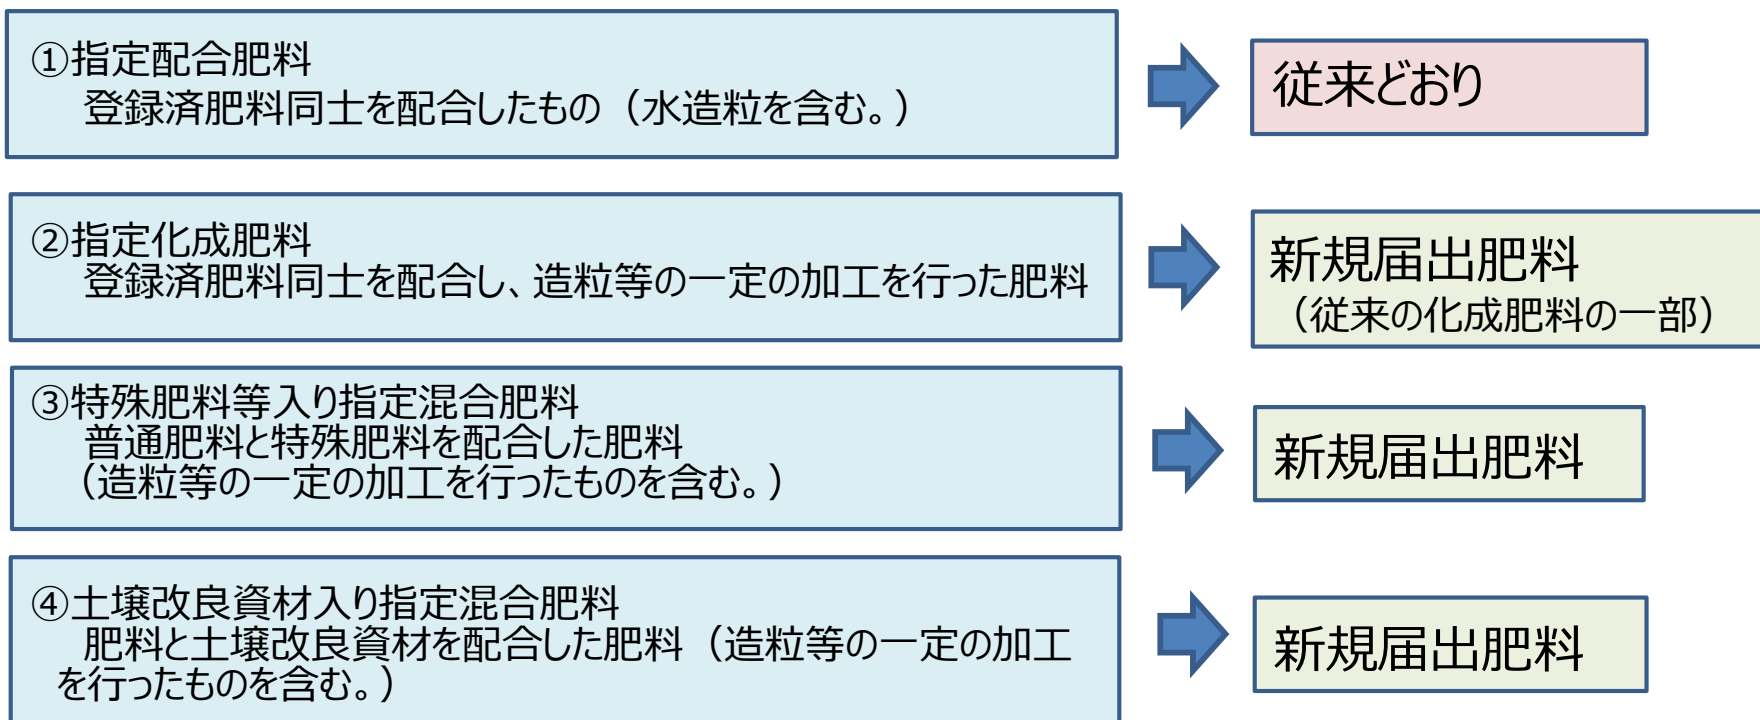 ①指定配合肥料
登録済肥料同士を配合したもの（水造粒を含む。）
従来どおり
②指定化成肥料
登録済肥料同士を配合し、造粒等の一定の加工を行った肥料
新規届出肥料
（従来の化成肥料の一部）
③特殊肥料等入り指定混合肥料
普通肥料と特殊肥料を配合した肥料
（造粒等の一定の加工を行ったものを含む。）
新規届出肥料
④土壌改良資材入り指定混合肥料
肥料と土壌改良資材を配合した肥料（造粒等の一定の加工
を行ったものを含む。）
新規届出肥料